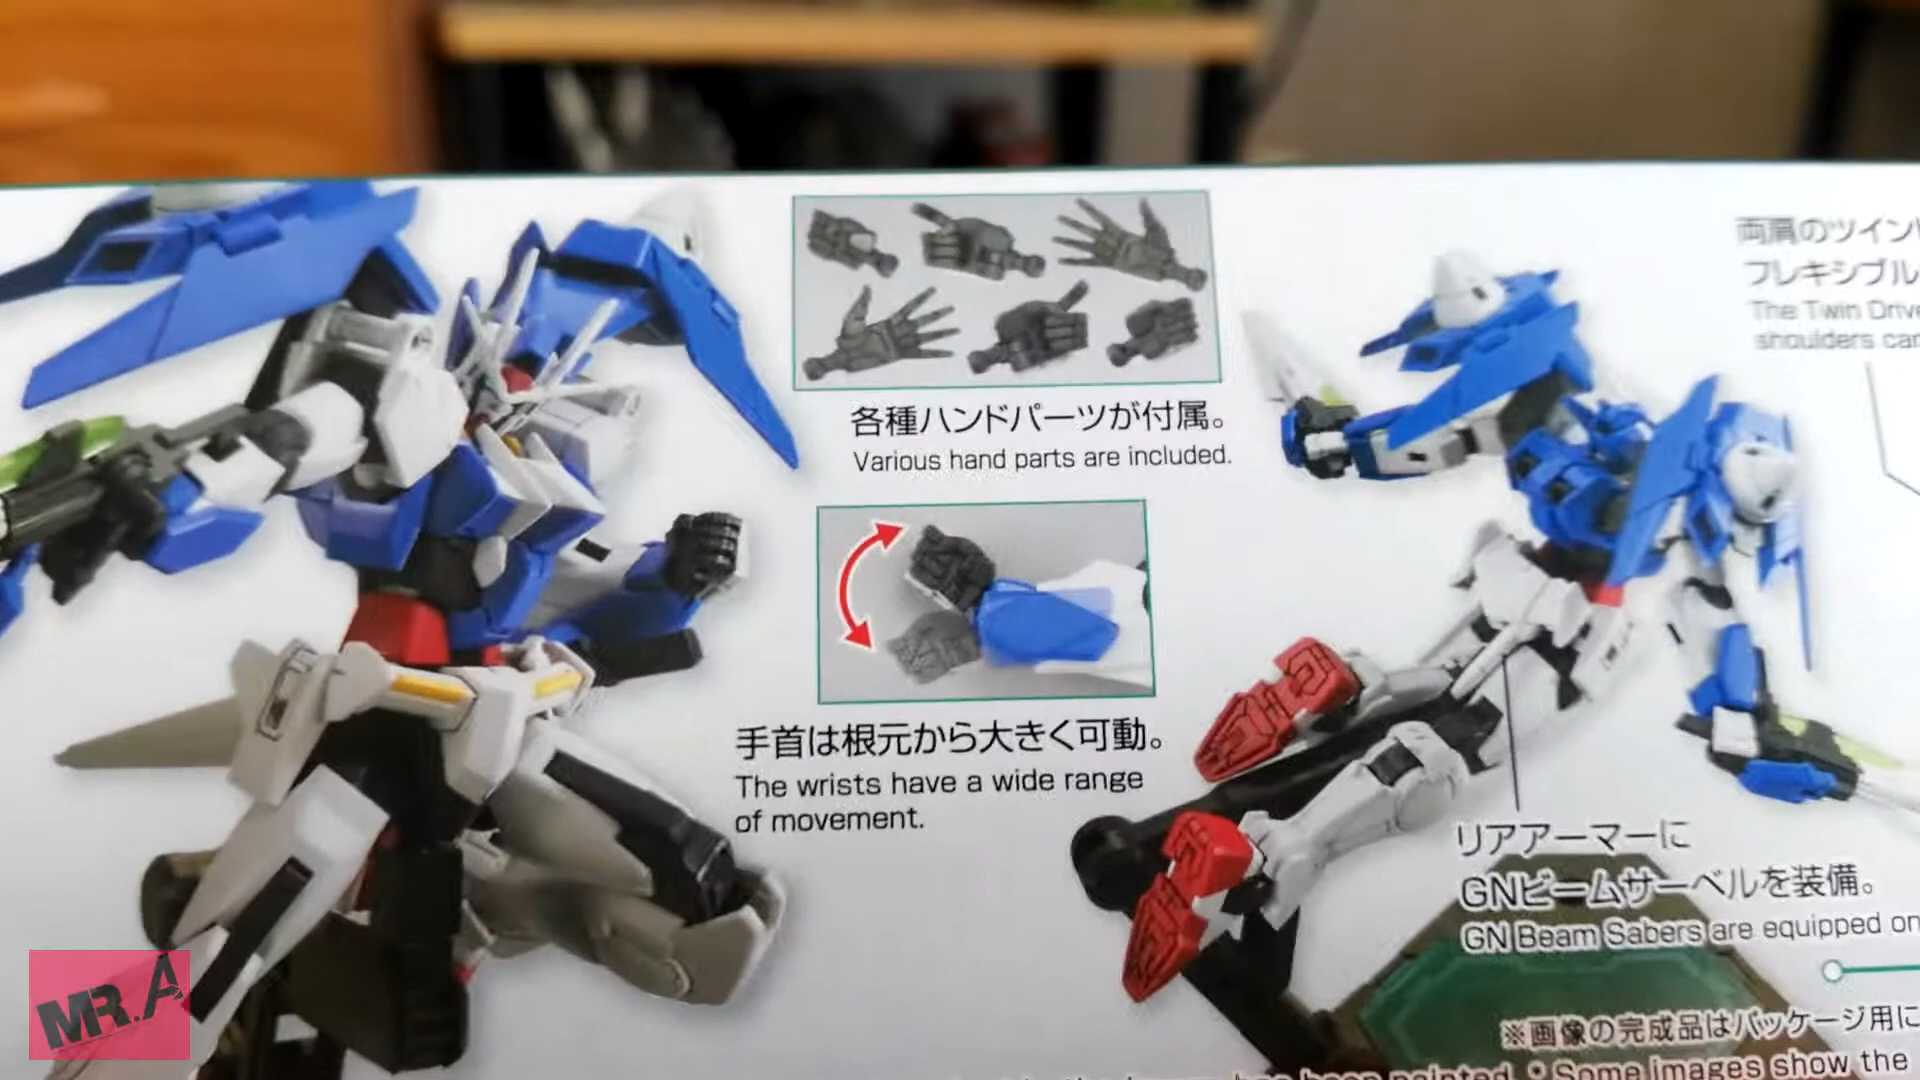 両肩のツイン
フレキシブル
The Twin Drive
shoulders can
各種ハンドパーツが付属。
Various hand parts are included.
手首は根元から大きく可動。
The wrists have a wide range
of movement.
リアアーマーに
GNビームサーベルを装備。
GN Beam Sabers are equipped on
※画像の完成品はパッケージ用に
been painted. • Some images show the
MR.A